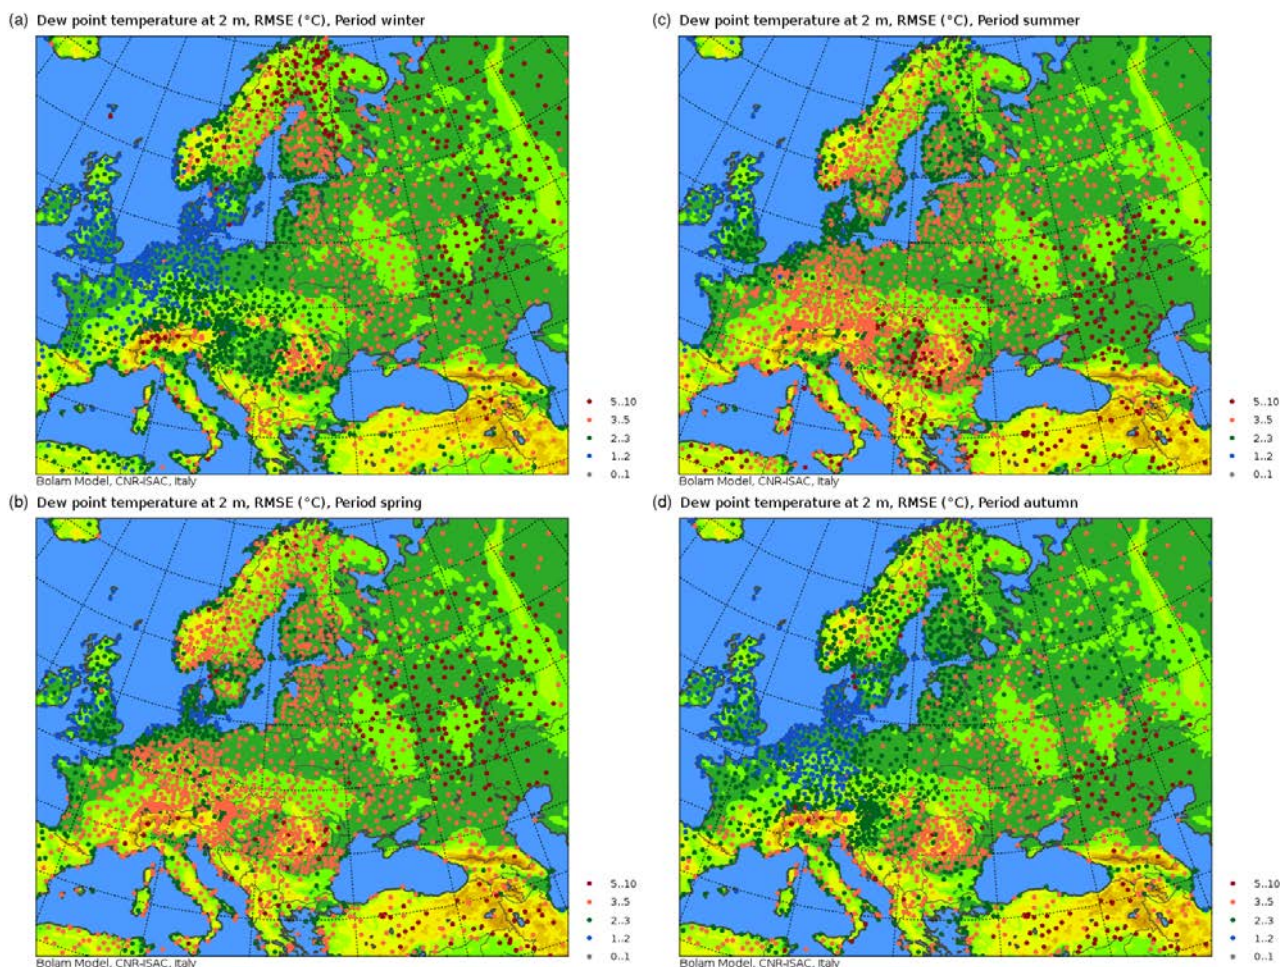 (a) Dew point temperature at 2 m, RMSE (°C), Period winter
5..10
3..5
2..3
1..2
0..1
Bolam Model, CNR-ISAC, Italy
(c) Dew point temperature at 2 m, RMSE (°C), Period summer
5..10
3..5
2..3
1..2
0..1
Bolam Model, CNR-ISAC, Italy
(b) Dew point temperature at 2 m, RMSE (°C), Period spring
5..10
3..5
2..3
1..2
0..1
Bolam Model, CNR-ISAC, Italy
(d) Dew point temperature at 2 m, RMSE (°C), Period autumn
5..10
3..5
2..3
1..2
0..1
Bolam Model, CNR-ISAC, Italy